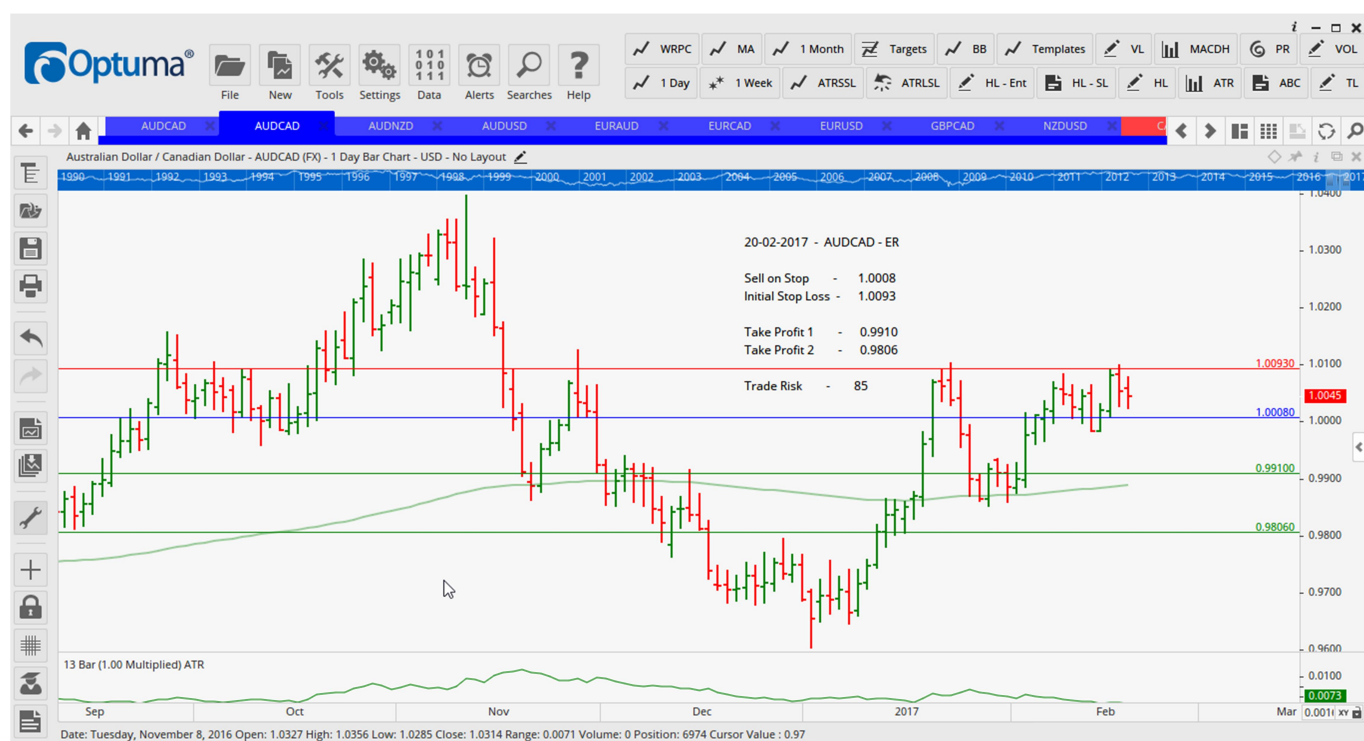 i
Optuma®
File New Tools Settings Data Alerts Searches Help
101
010
111
WRPC MA 1 Month Targets BB Templates VL MACDH PR VOL
1 Day 1 Week ATRSSL ATRLSL HL - Ent HL - SL HL ATR ABC TL
AUDCAD AUDCAD AUDNZD AUDUSD EURAUD EURCAD EURUSD GBPCAD NZDUSD
Australian Dollar / Canadian Dollar - AUDCAD (FX) - 1 Day Bar Chart - USD - No Layout
1990 1991 1992 1993 1994 1995 1996 1997 1998 1999 2000 2001 2002 2003 2004 2005 2006 2007 2008 2009 2010 2011 2012 2013 2014 2015 2016 2017
1.0400
20-02-2017 - AUDCAD - ER
1.0300
Sell on Stop - 1.0008
Initial Stop Loss - 1.0093
1.0200
Take Profit 1 - 0.9910
Take Profit 2 - 0.9806
1.00930
1.0100
Trade Risk - 85
1.0045
1.00080
1.0000
0.99100
0.9900
0.98060
0.9800
0.9700
0.9600
13 Bar (1.00 Multiplied) ATR
0.0100
0.0073
Sep Oct Nov Dec 2017 Feb Mar XY
Date: Tuesday, November 8, 2016 Open: 1.0327 High: 1.0356 Low: 1.0285 Close: 1.0314 Range: 0.0071 Volume: 0 Position: 6974 Cursor Value : 0.97